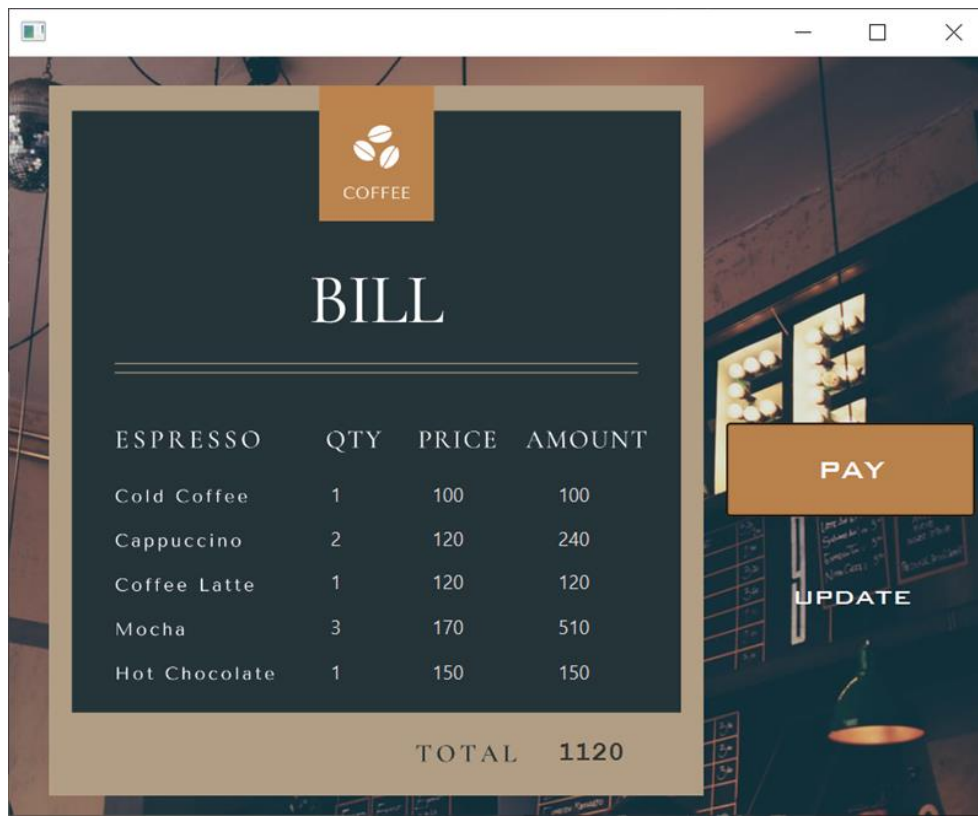 COFFEE
BILL
ESPRESSO QTY PRICE AMOUNT
Cold Coffee 1 100 100
Cappuccino 2 120 240
Coffee Latte 1 120 120
Mocha 3 170 510
Hot Chocolate 1 150 150
TOTAL 1120
EE
PAY
UPDATE